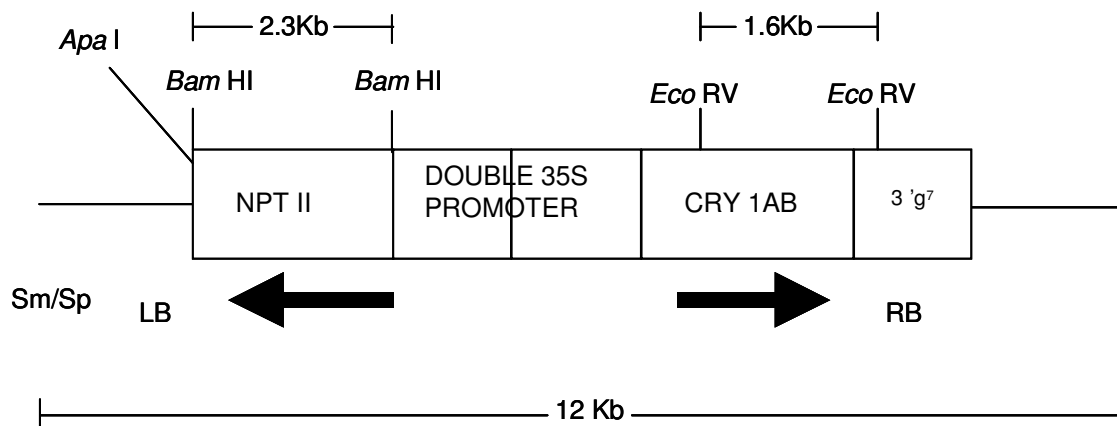 2.3Kb
1.6Kb
Apa I
Bam HI
Bam HI
Eco RV
Eco RV
NPT II
DOUBLE 35S
PROMOTER
CRY 1AB
3 'g⁷
Sm/Sp
LB
RB
12 Kb